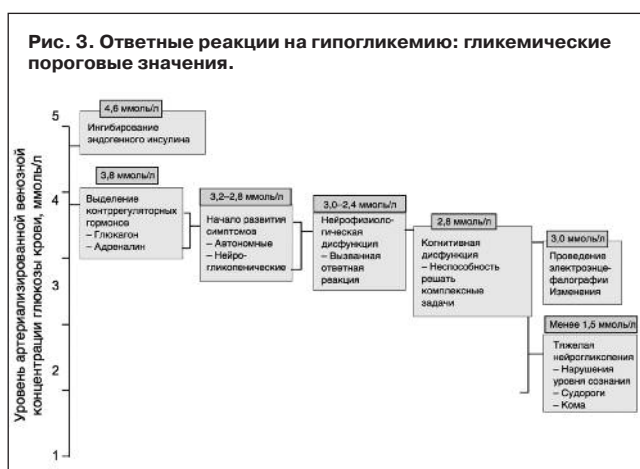 Рис. 3. Ответные реакции на гипогликемию: гликемические
пороговые значения.
Уровень артериализированной венозной
концентрации глюкозы крови, ммоль/л
5
4
3
2
1
4,6 ммоль/л
Ингибирование
эндогенного инсулина
3,8 ммоль/л
Выделение
контррегуляторных
гормонов
– Глюкагон
– Адреналин
3,2–2,8 ммоль/л
Начало развития
симптомов
– Автономные
– Нейро-
гликопенические
3,0–2,4 ммоль/л
Нейрофизиоло-
гическая
дисфункция
– Вызванная
ответная
реакция
2,8 ммоль/л
Когнитивная
дисфункция
– Неспособность
решать
комплексные
задачи
3,0 ммоль/л
Проведение
электроэнце-
фалографии
Изменения
Менее 1,5 ммоль/л
Тяжелая
нейрогликопения
– Нарушения
уровня сознания
– Судороги
– Кома